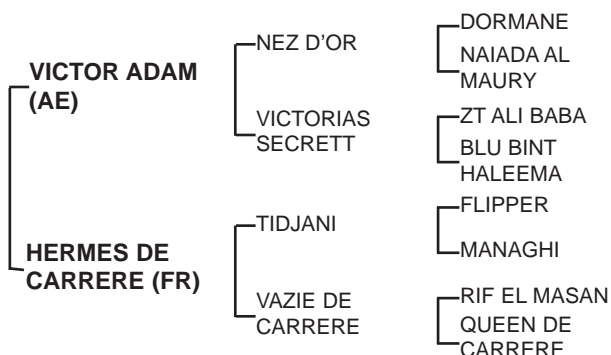 VICTOR ADAM
(AE)
NEZ D'OR
DORMANE
NAIADA AL
MAURY
VICTORIAS
SECRETT
ZT ALI BABA
BLU BINT
HALEEMA
HERMES DE
CARRERE (FR)
TIDJANI
FLIPPER
MANAGHI
VAZIE DE
CARRERE
RIF EL MASAN
QUEEN DE
CARRERE